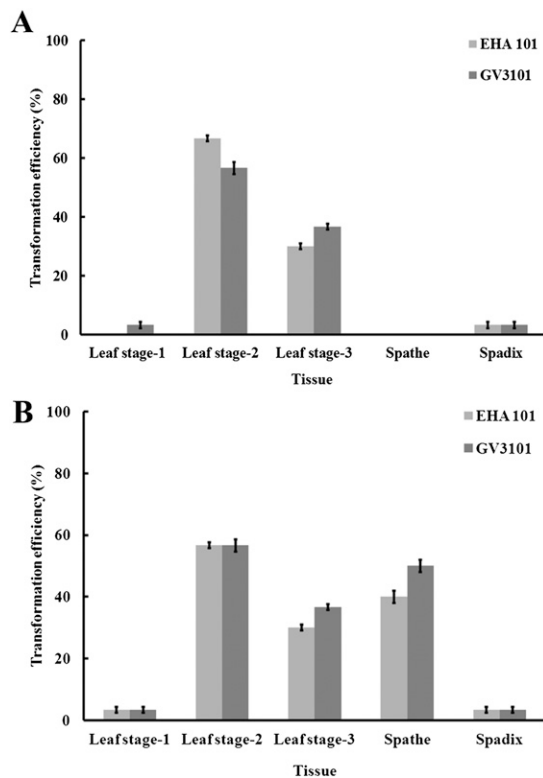 A
EHA 101
GV3101
Transformation efficiency (%)
100
80
60
40
20
0
Leaf stage-1 Leaf stage-2 Leaf stage-3 Spathe Spadix
Tissue
B
EHA 101
GV3101
Transformation efficiency (%)
100
80
60
40
20
0
Leaf stage-1 Leaf stage-2 Leaf stage-3 Spathe Spadix
Tissue